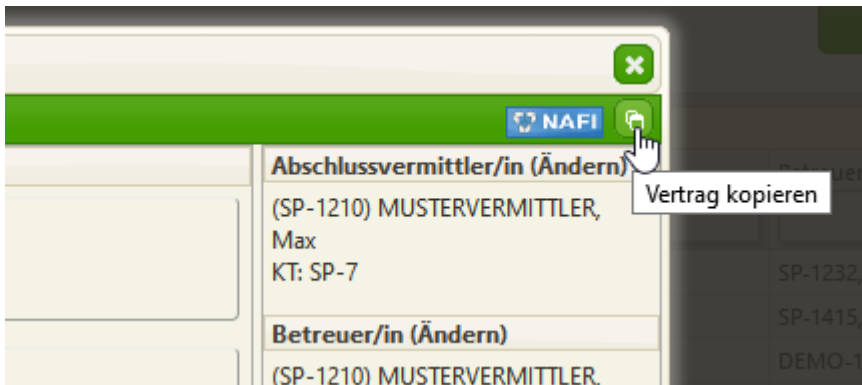 NAFI
Abschlussvermittler/in (Ändern)
Vertrag kopieren
(SP-1210) MUSTERVERMITTLER,
Max
KT: SP-7
Betreuer/in (Ändern)
(SP-1210) MUSTERVERMITTLER,
SP-1232,
SP-1415,
DEMO-1